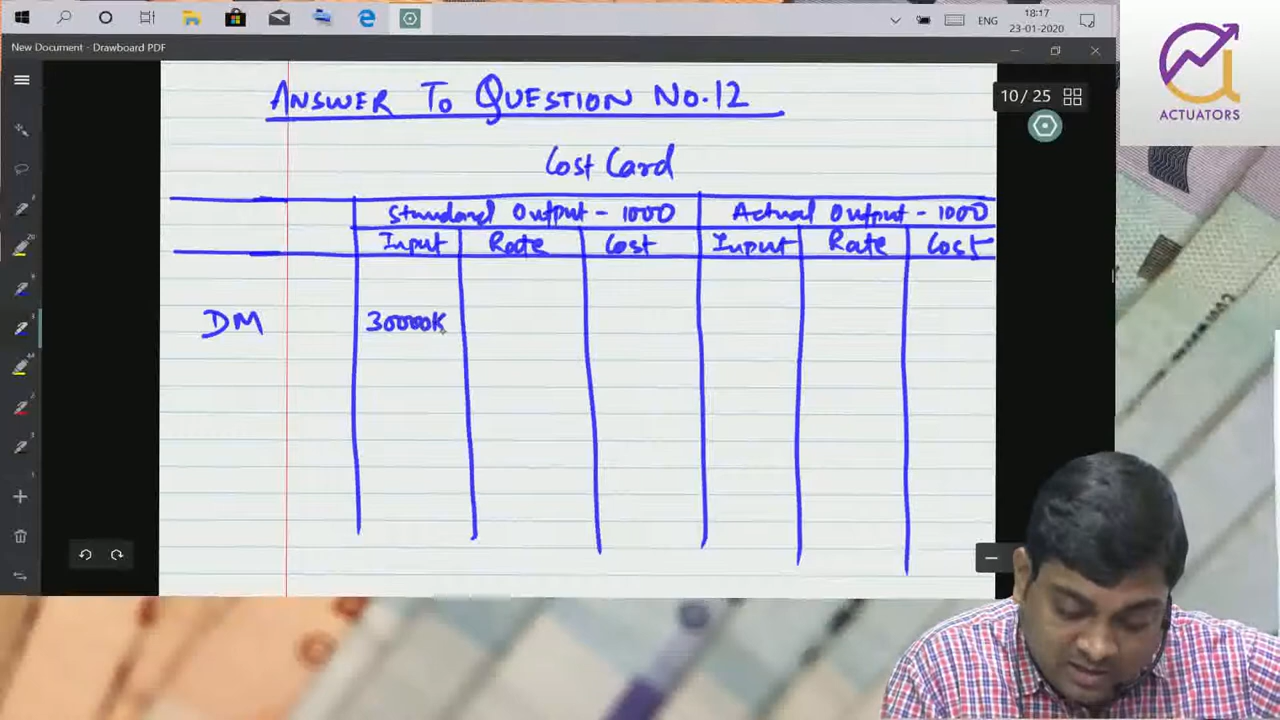 18:17
ENG
23-01-2020
New Document - Drawboard PDF
ANSWER TO QUESTION NO.12
10 / 25
ACTUATORS
Cost Card
Standard Output - 1000 Actual Output - 1000
Input Rate Cost Input Rate Cost
DM 30000K